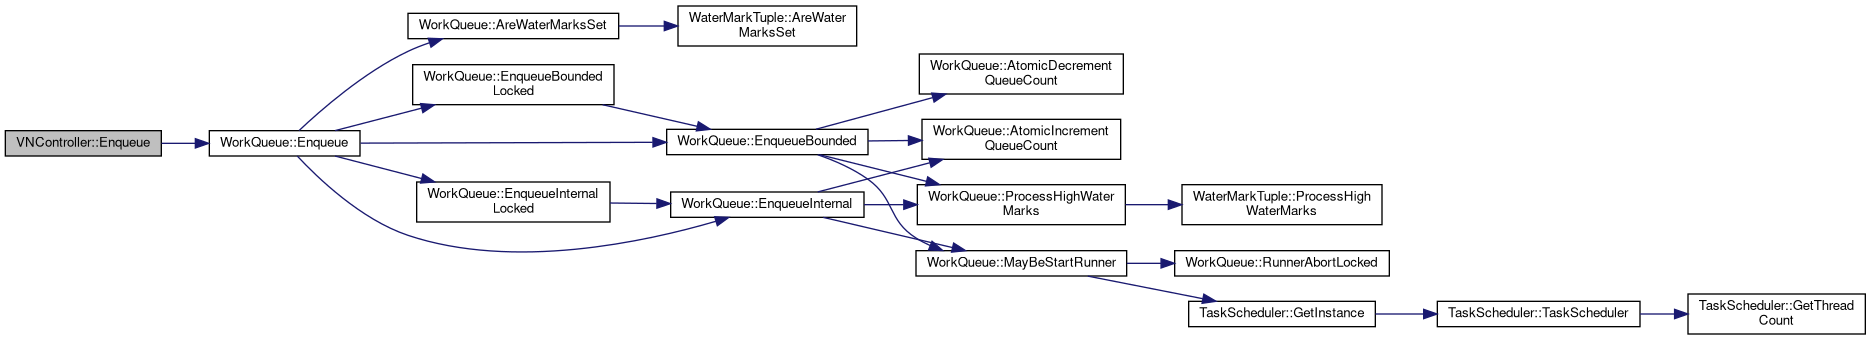 VNController::Enqueue
WorkQueue::Enqueue
WorkQueue::AreWaterMarksSet
WaterMarkTuple::AreWater
MarksSet
WorkQueue::EnqueueBounded
Locked
WorkQueue::EnqueueInternal
Locked
WorkQueue::EnqueueBounded
WorkQueue::EnqueueInternal
WorkQueue::AtomicDecrement
QueueCount
WorkQueue::AtomicIncrement
QueueCount
WorkQueue::ProcessHighWater
Marks
WaterMarkTuple::ProcessHigh
WaterMarks
WorkQueue::MayBeStartRunner
WorkQueue::RunnerAbortLocked
TaskScheduler::GetInstance
TaskScheduler::TaskScheduler
TaskScheduler::GetThread
Count